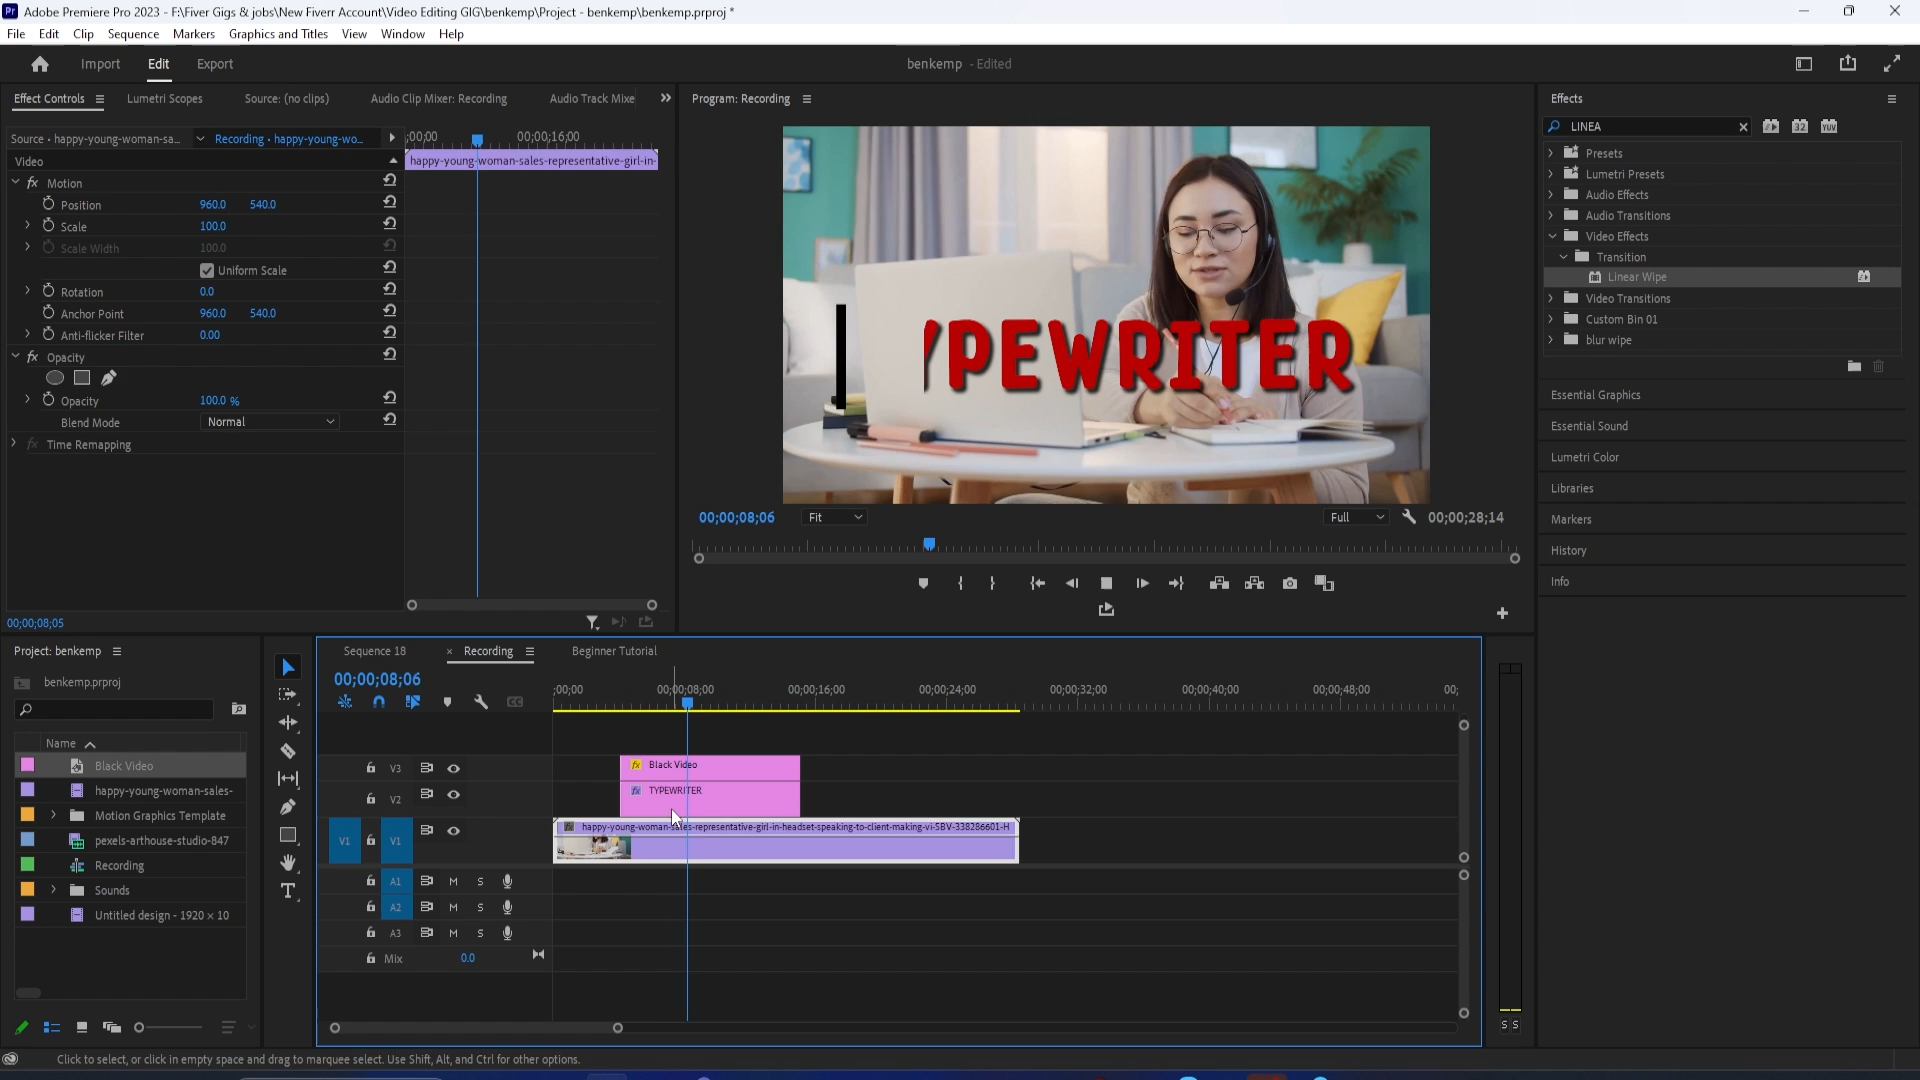 Adobe Premiere Pro 2023 - F:\Fiver Gigs & jobs\New Fiverr Account\Video Editing GIG\benkemp\Project - benkemp\benkemp.prproj *
File Edit Clip Sequence Markers Graphics and Titles View Window Help
Import Edit Export
benkemp - Edited
Effect Controls Lumetri Scopes Source: (no clips) Audio Clip Mixer: Recording Audio Track Mixe
Source • happy-young-woman-sa... Recording • happy-young-wo...
;00;00 00;00;16;00
happy-young-woman-sales-representative-girl-in-
Video
fx Motion
Position 960.0 540.0
Scale 100.0
Scale Width 100.0
Uniform Scale
Rotation 0.0
Anchor Point 960.0 540.0
Anti-flicker Filter 0.00
fx Opacity
Opacity 100.0 %
Blend Mode Normal
fx Time Remapping
00;00;08;05
Program: Recording
YPEWRITER
00;00;08;06 Fit Full 00;00;28;14
Effects
LINEA
32 YUV
Presets
Lumetri Presets
Audio Effects
Audio Transitions
Video Effects
Transition
Linear Wipe
Video Transitions
Custom Bin 01
blur wipe
Essential Graphics
Essential Sound
Lumetri Color
Libraries
Markers
History
Info
Project: benkemp
benkemp.prproj
Name
Black Video
happy-young-woman-sales-
Motion Graphics Template
pexels-arthouse-studio-847
Recording
Sounds
Untitled design - 1920 × 10
Sequence 18 × Recording Beginner Tutorial
00;00;08;06
;00;00 00;00;08;00 00;00;16;00 00;00;24;00 00;00;32;00 00;00;40;00 00;00;48;00 00;
V3 fx Black Video
V2 fx TYPEWRITER
V1 V1 fx happy-young-woman-sales-representative-girl-in-headset-speaking-to-client-making-vi-SBV-338286601-H
A1 M S
A2 M S
A3 M S
Mix 0.0
S S
Click to select, or click in empty space and drag to marquee select. Use Shift, Alt, and Ctrl for other options.